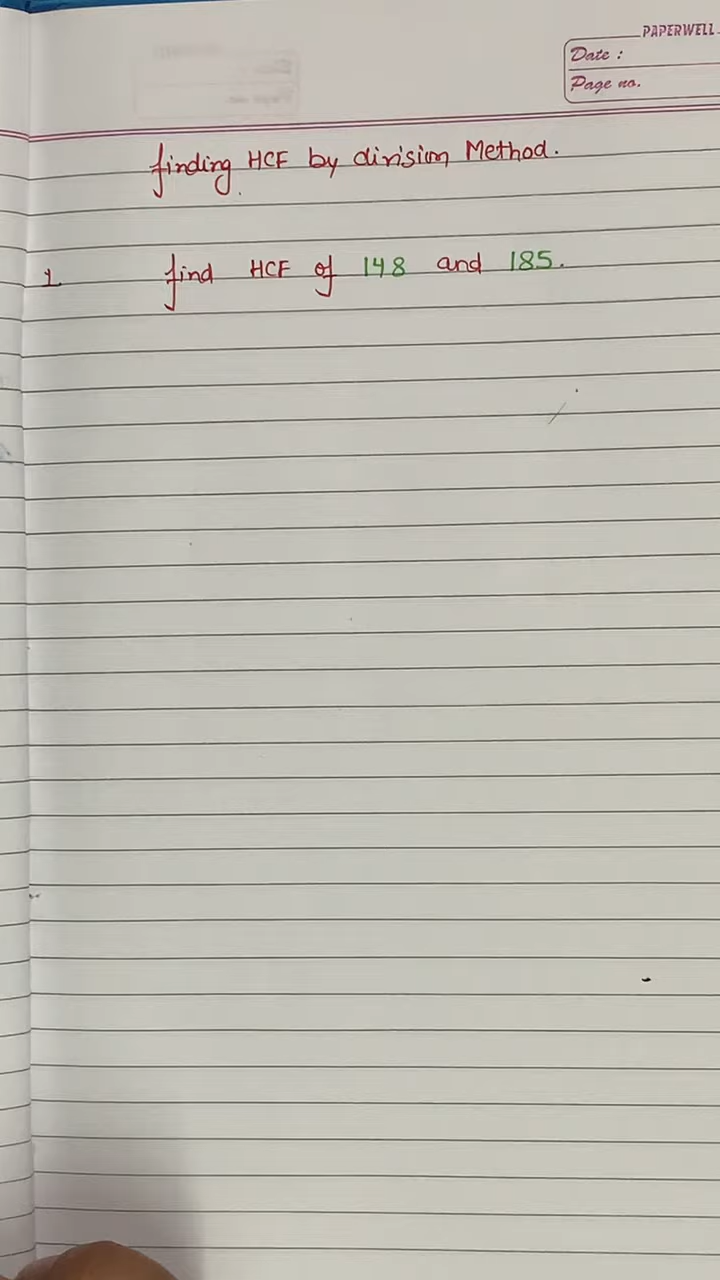 PAPERWELL
Date :
Page no.
finding HCF by division Method.
1 find HCF of 148 and 185.